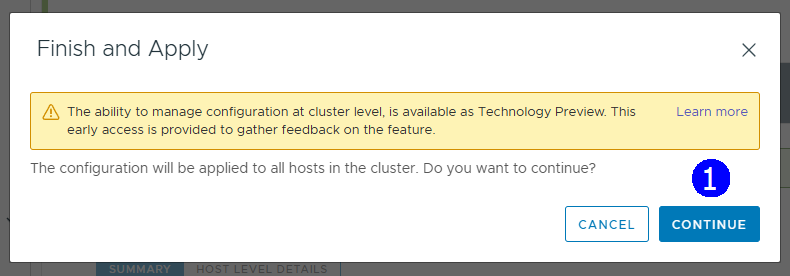 Finish and Apply
The ability to manage configuration at cluster level, is available as Technology Preview. This
Learn more
early access is provided to gather feedback on the feature.
The configuration will be applied to all hosts in the cluster. Do you want to continue?
1
CANCEL
CONTINUE
SUMMARY
HOST LEVEL DETAILS